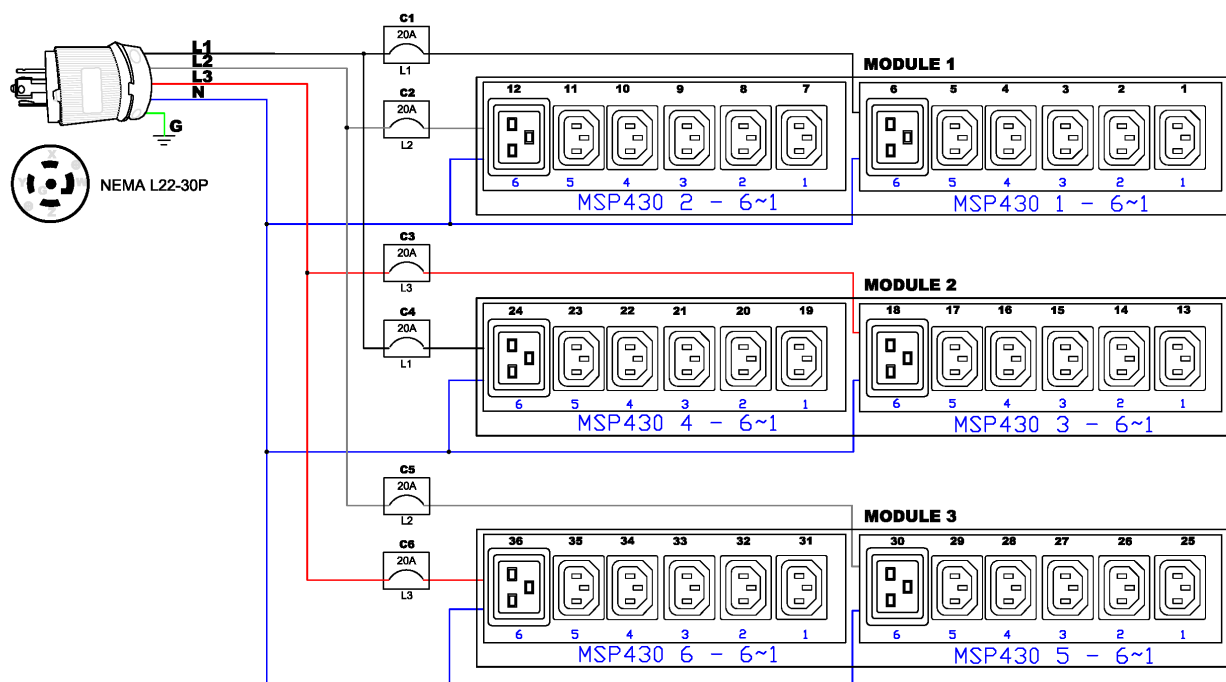 C1
20A
L1
L1
L2
L3
N
G
NEMA L22-30P
X
Y
W
G
Z
C2
20A
L2
MODULE 1
12 11 10 9 8 7
6 5 4 3 2 1
MSP430 2 - 6~1
6 5 4 3 2 1
6 5 4 3 2 1
MSP430 1 - 6~1
C3
20A
L3
C4
20A
L1
MODULE 2
24 23 22 21 20 19
6 5 4 3 2 1
MSP430 4 - 6~1
18 17 16 15 14 13
6 5 4 3 2 1
MSP430 3 - 6~1
C5
20A
L2
C6
20A
L3
MODULE 3
36 35 34 33 32 31
6 5 4 3 2 1
MSP430 6 - 6~1
30 29 28 27 26 25
6 5 4 3 2 1
MSP430 5 - 6~1